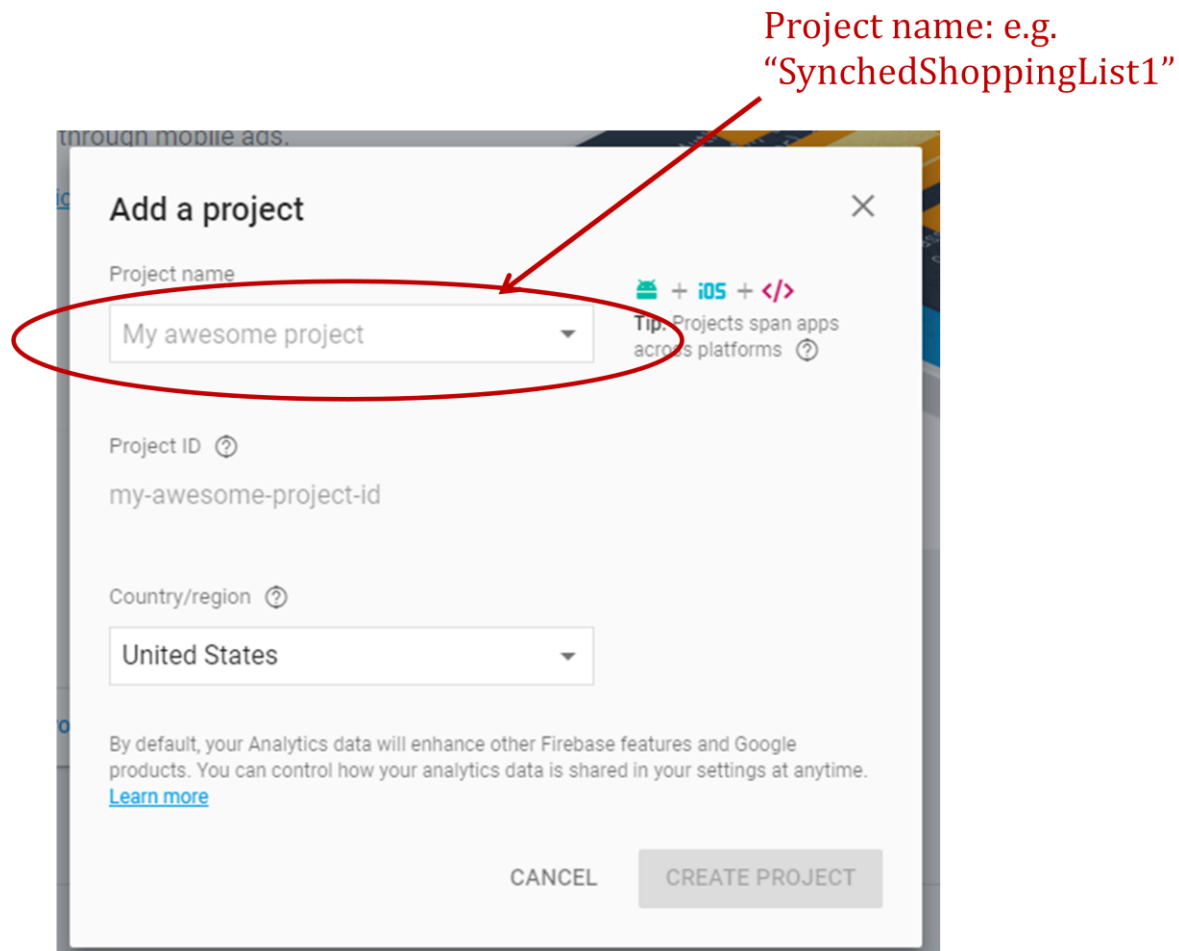 Project name: e.g.
“SynchedShoppingList1”
through mobile ads.
Add a project
Project name
My awesome project
+ iOS + </>
Tip: Projects span apps
across platforms
Project ID
my-awesome-project-id
Country/region
United States
By default, your Analytics data will enhance other Firebase features and Google
products. You can control how your analytics data is shared in your settings at anytime.
Learn more
CANCEL
CREATE PROJECT